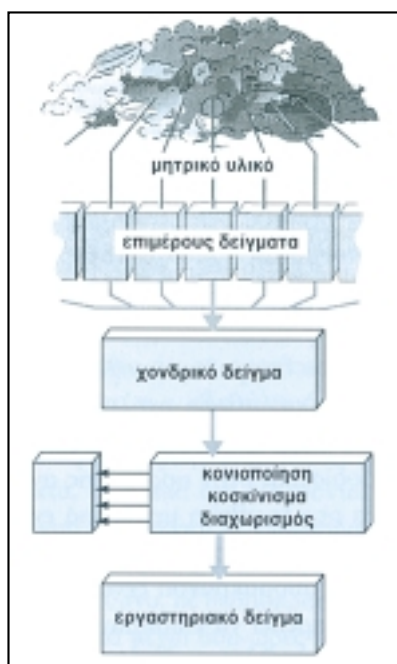 μητρικό υλικό
επιμέρους δείγματα
χονδρικό δείγμα
κονιοποίηση
κοσκίνισμα
διαχωρισμός
εργαστηριακό δείγμα